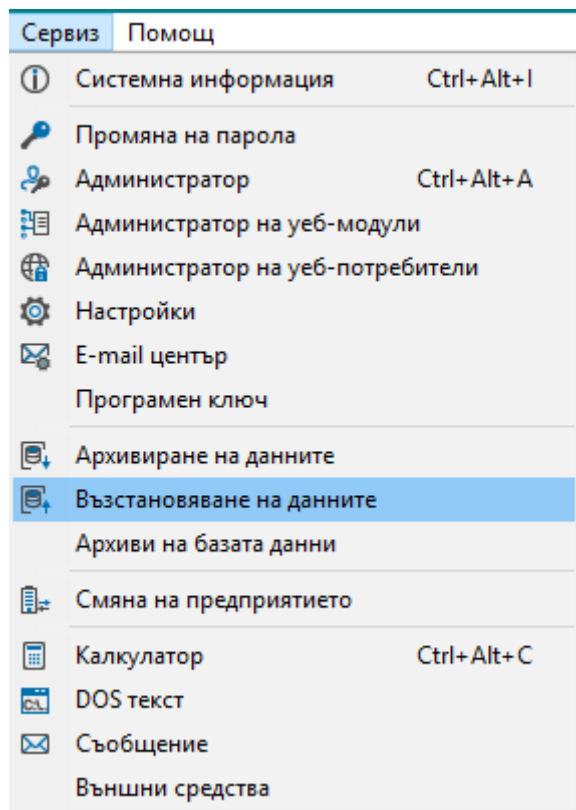 Сервиз Помощ
Системна информация Ctrl+Alt+I
Промяна на парола
Администратор Ctrl+Alt+A
Администратор на уеб-модули
Администратор на уеб-потребители
Настройки
E-mail център
Програмен ключ
Архивиране на данните
Възстановяване на данните
Архиви на базата данни
Смяна на предприятието
Калкулатор Ctrl+Alt+C
C:\. DOS текст
Съобщение
Външни средства